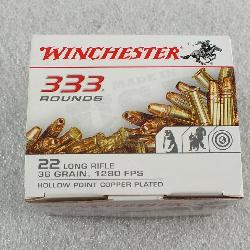 WINCHESTER
333
ROUNDS
22 LONG RIFLE
36 GRAIN, 1280 FPS
HOLLOW POINT COPPER PLATED